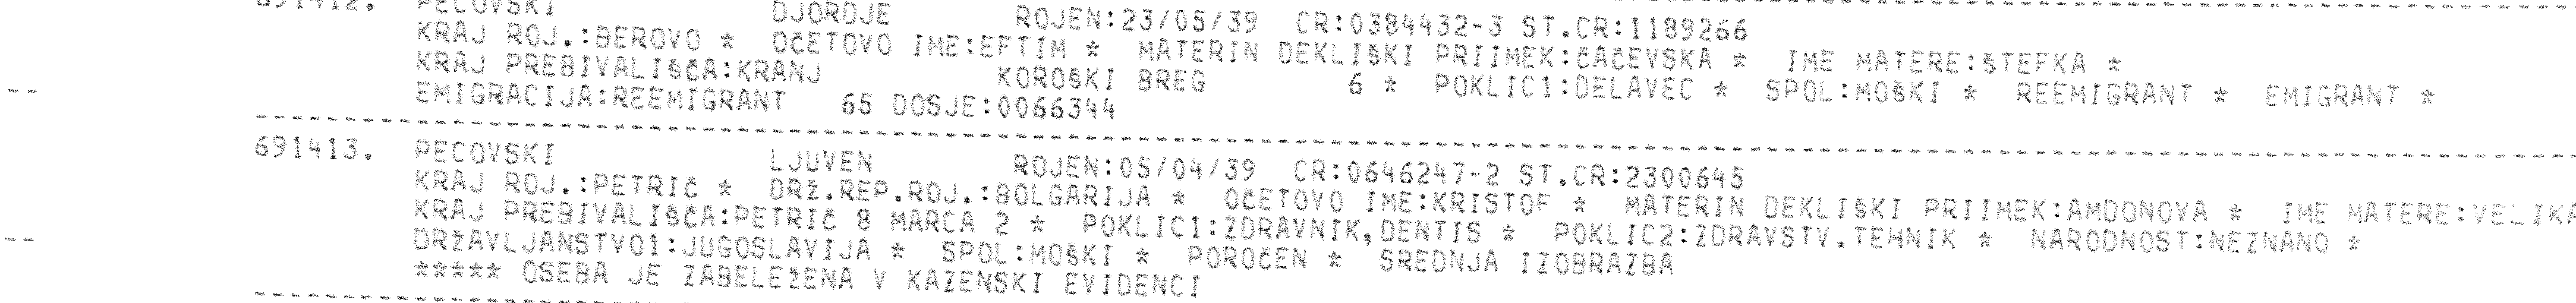 691412. PECOVSKI DJORDJE ROJEN:23/05/39 CR:0384432-3 ST.CR:1189266
KRAJ ROJ.:BEROVO * OČETOVO IME:EFTIM * MATERIN DEKLIŠKI PRIIMEK:ČAČEVSKA * IME MATERE:ŠTEFKA *
KRAJ PREBIVALIŠČA:KRANJ KOROŠKI BREG 6 * POKLIC1:DELAVEC * SPOL:MOŠKI * REEMIGRANT * EMIGRANT *
EMIGRACIJA:REEMIGRANT 65 DOSJE:0066344
691413. PECOVSKI LJUVEN ROJEN:05/04/39 CR:0646247-2 ST.CR:2300645
KRAJ ROJ.:PETRIČ * DRŽ.REP.ROJ.:BOLGARIJA * OČETOVO IME:KRISTOF * MATERIN DEKLIŠKI PRIIMEK:AMDONOVA * IME MATERE:VELIKA
KRAJ PREBIVALIŠČA:PETRIČ 8 MARCA 2 * POKLIC1:ZDRAVNIK,DENTIS * POKLIC2:ZDRAVSTV.TEHNIK * NARODNOST:NEZNANO *
DRŽAVLJANSTVO1:JUGOSLAVIJA * SPOL:MOŠKI * POROČEN * SREDNJA IZOBRAZBA
***** OSEBA JE ZABELEŽENA V KAZENSKI EVIDENCI